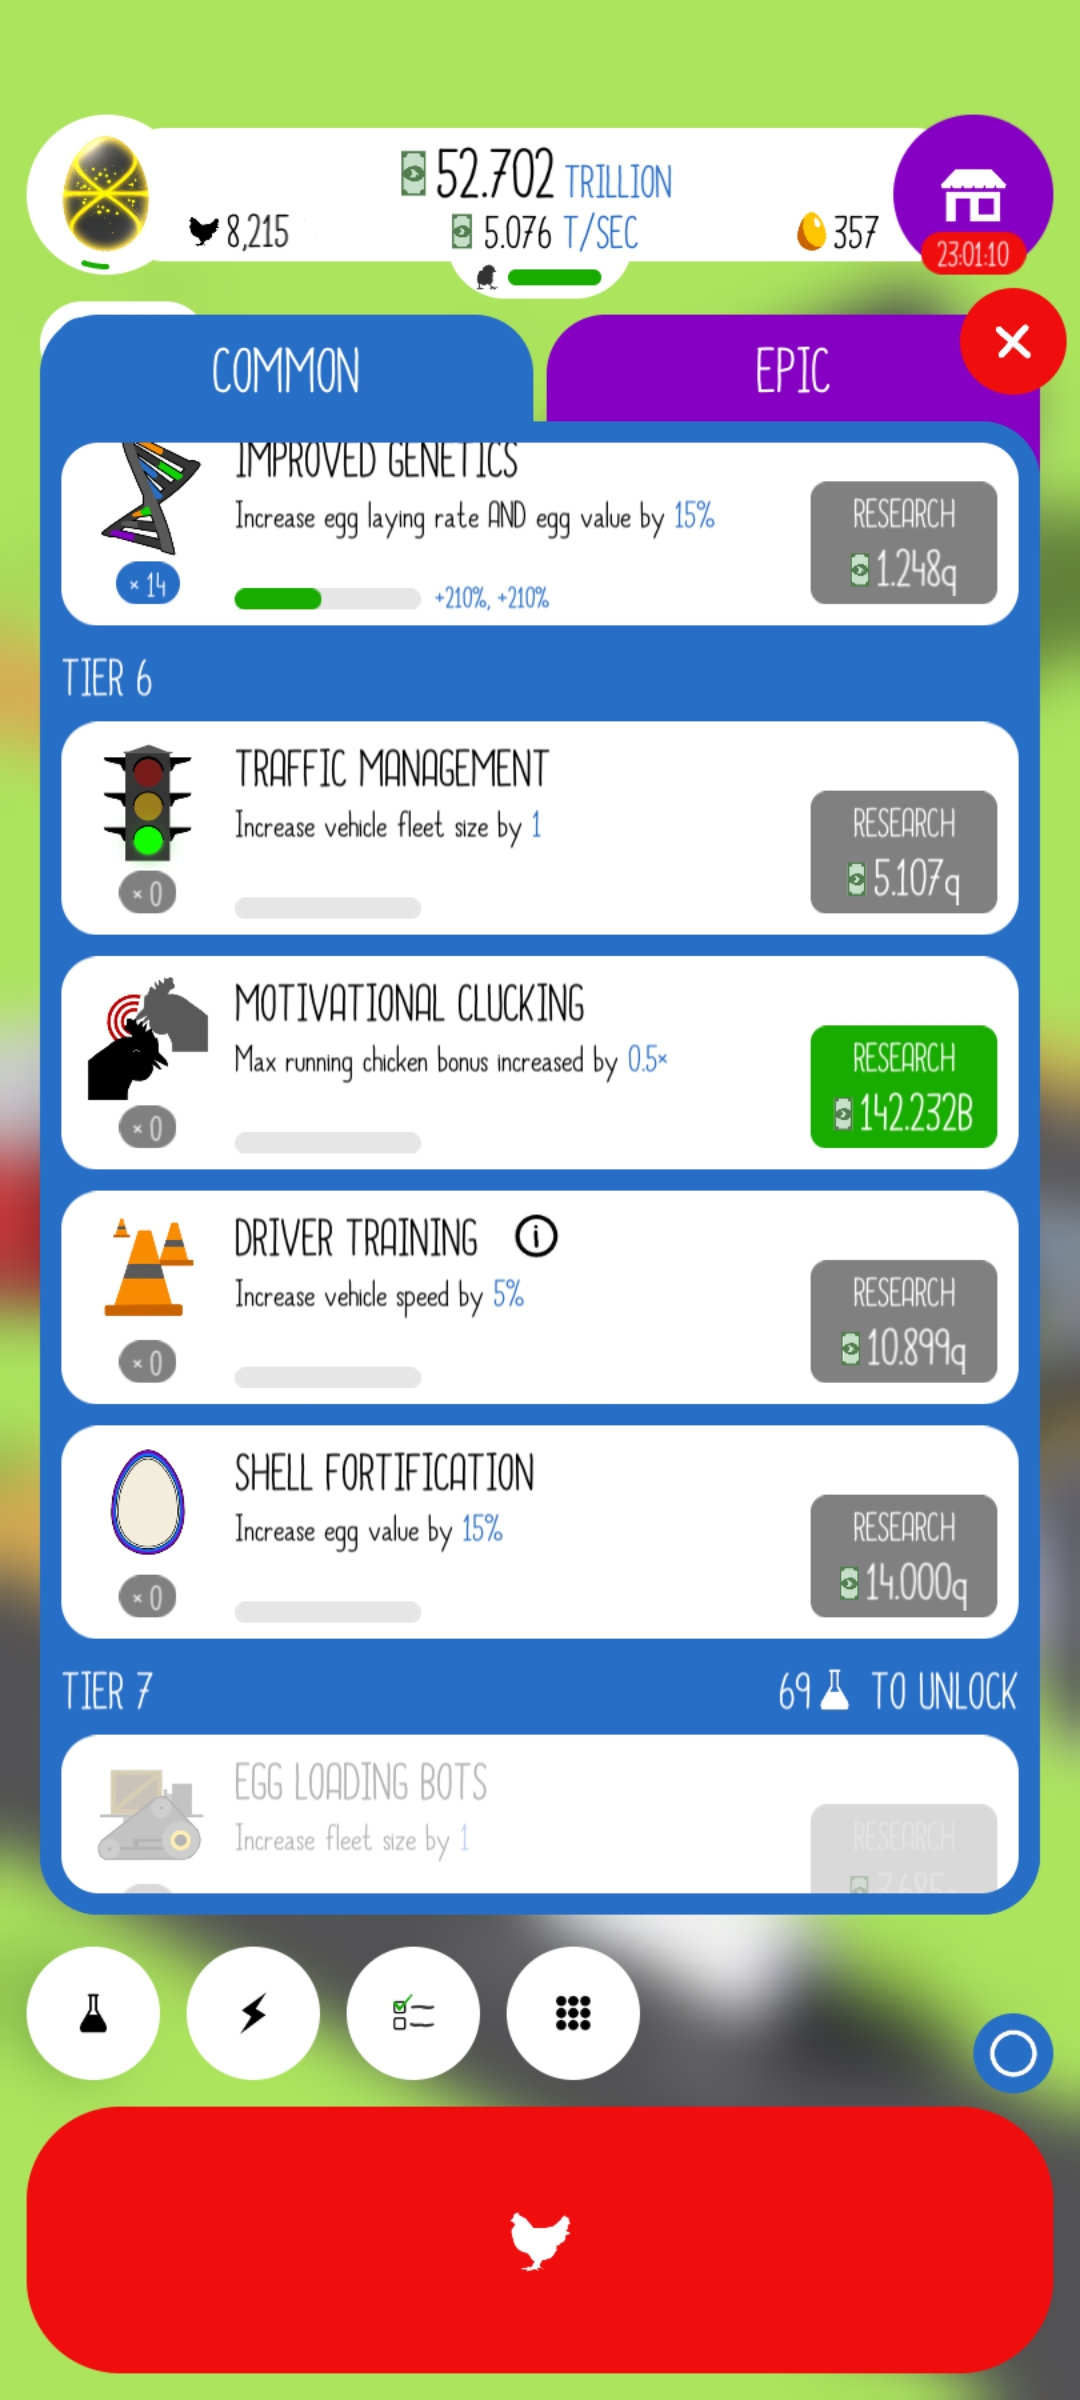 52.702 TRILLION
8,215
5.076 T/SEC
357
23:01:10
COMMON
EPIC
IMPROVED GENETICS
Increase egg laying rate AND egg value by 15%
× 14
+210%, +210%
RESEARCH
1.248q
TIER 6
TRAFFIC MANAGEMENT
Increase vehicle fleet size by 1
× 0
RESEARCH
5.107q
MOTIVATIONAL CLUCKING
Max running chicken bonus increased by 0.5×
× 0
RESEARCH
142.232B
DRIVER TRAINING
Increase vehicle speed by 5%
× 0
RESEARCH
10.899q
SHELL FORTIFICATION
Increase egg value by 15%
× 0
RESEARCH
14.000q
TIER 7
69 TO UNLOCK
EGG LOADING BOTS
Increase fleet size by 1
RESEARCH